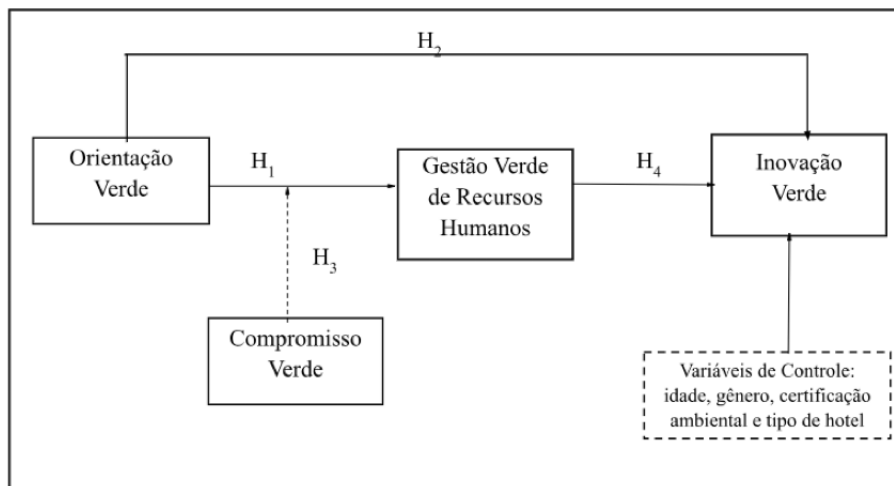 H₂
Orientação
Verde
H₁
Gestão Verde
de Recursos
Humanos
H₄
Inovação
Verde
H₃
Compromisso
Verde
Variáveis de Controle:
idade, gênero, certificação
ambiental e tipo de hotel